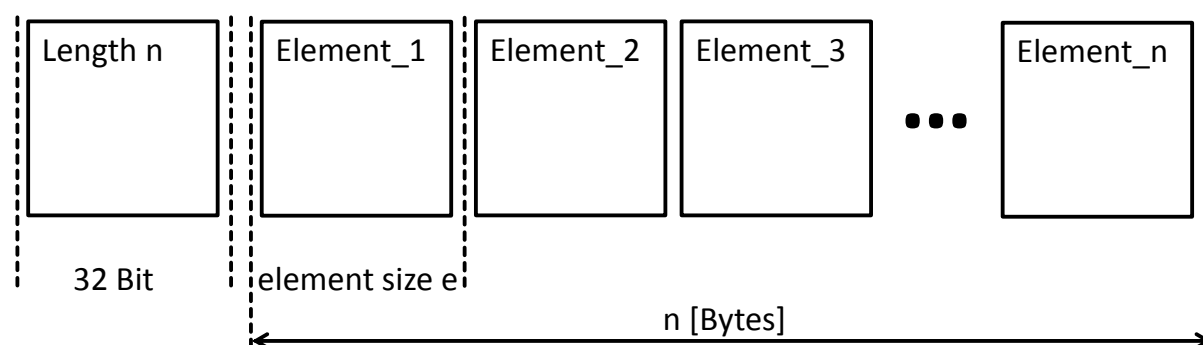 Length n
Element_1
Element_2
Element_3
...
Element_n
32 Bit
element size e
n [Bytes]